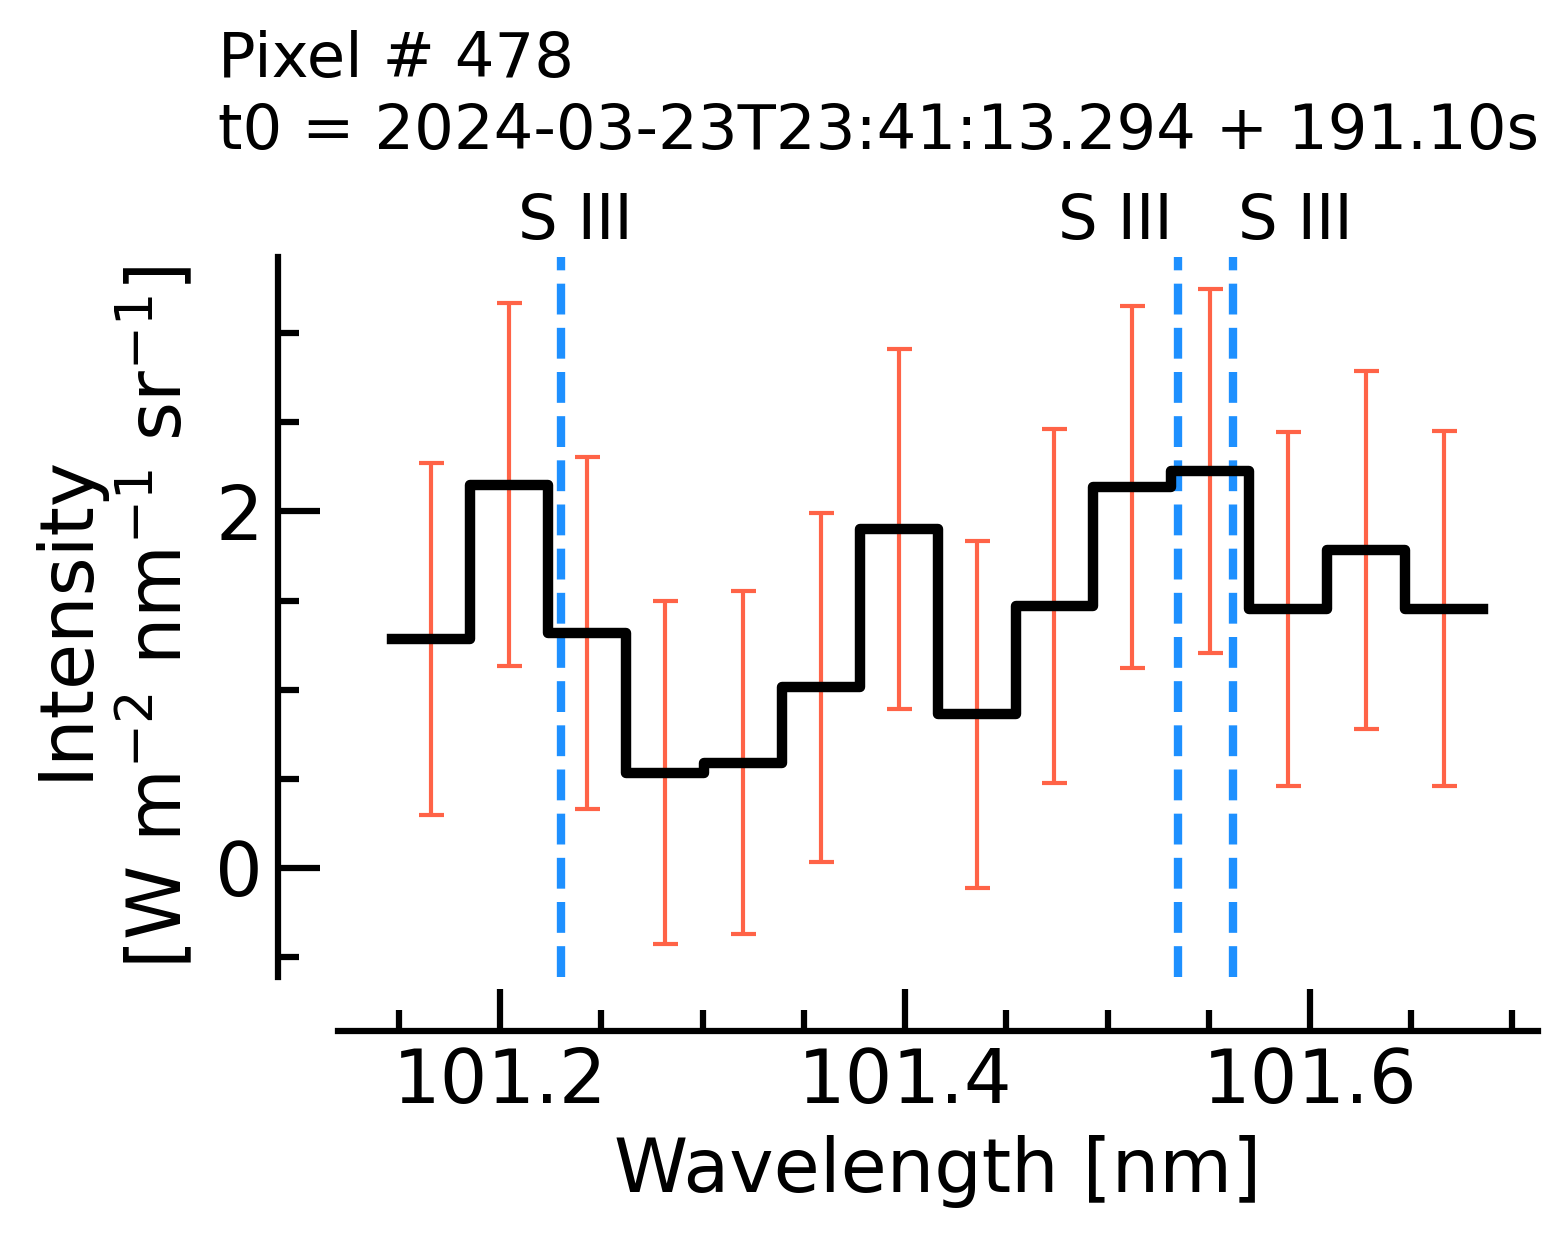 Pixel # 478
t0 = 2024-03-23T23:41:13.294 + 191.10s
S III S III S III
Intensity
[W m⁻² nm⁻¹ sr⁻¹]
2
0
101.2 101.4 101.6
Wavelength [nm]